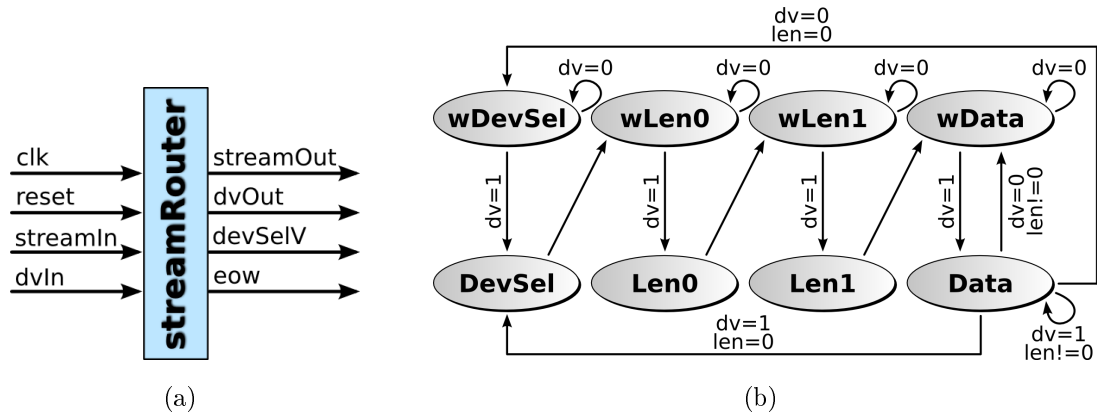 clk
reset
streamIn
dvIn
streamRouter
streamOut
dvOut
devSelV
eow
(a)
dv=0
len=0
dv=0
dv=0
dv=0
dv=0
wDevSel
wLen0
wLen1
wData
dv=1
dv=1
dv=1
dv=1
dv=0
len!=0
DevSel
Len0
Len1
Data
dv=1
len=0
dv=1
len!=0
(b)